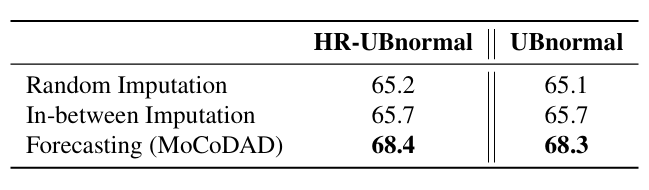 HR-UBnormal UBnormal
Random Imputation 65.2 65.1
In-between Imputation 65.7 65.7
Forecasting (MoCoDAD) 68.4 68.3